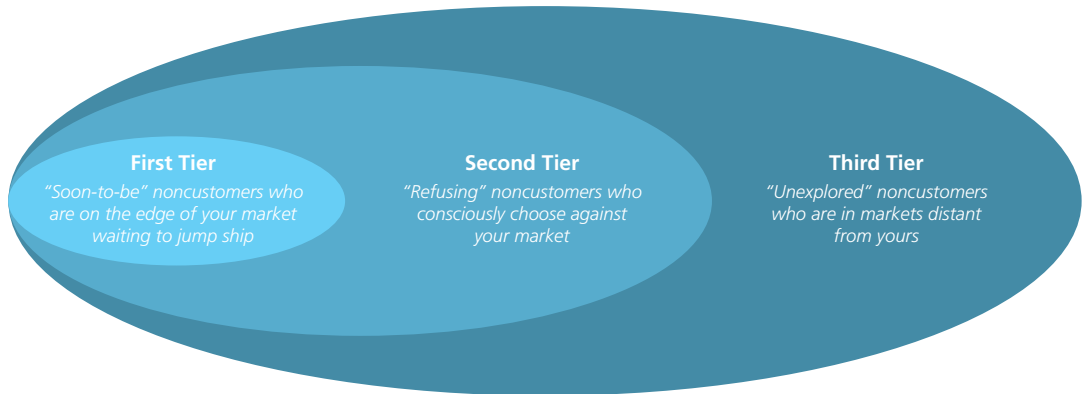 First Tier
“Soon-to-be” noncustomers who
are on the edge of your market
waiting to jump ship
Second Tier
“Refusing” noncustomers who
consciously choose against
your market
Third Tier
“Unexplored” noncustomers
who are in markets distant
from yours